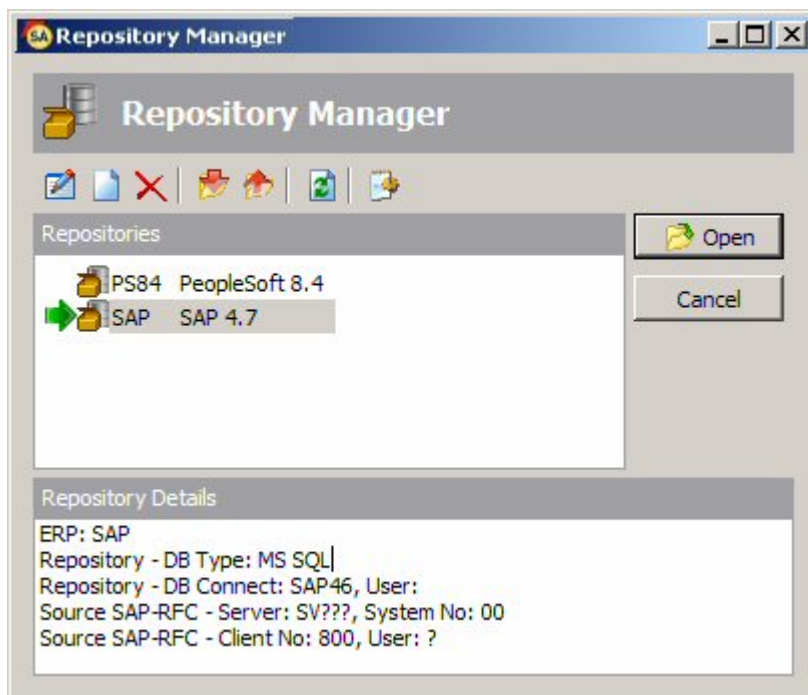 SA Repository Manager
Repository Manager
Repositories
PS84 PeopleSoft 8.4
SAP SAP 4.7
Open
Cancel
Repository Details
ERP: SAP
Repository - DB Type: MS SQL
Repository - DB Connect: SAP46, User:
Source SAP-RFC - Server: SV???, System No: 00
Source SAP-RFC - Client No: 800, User: ?